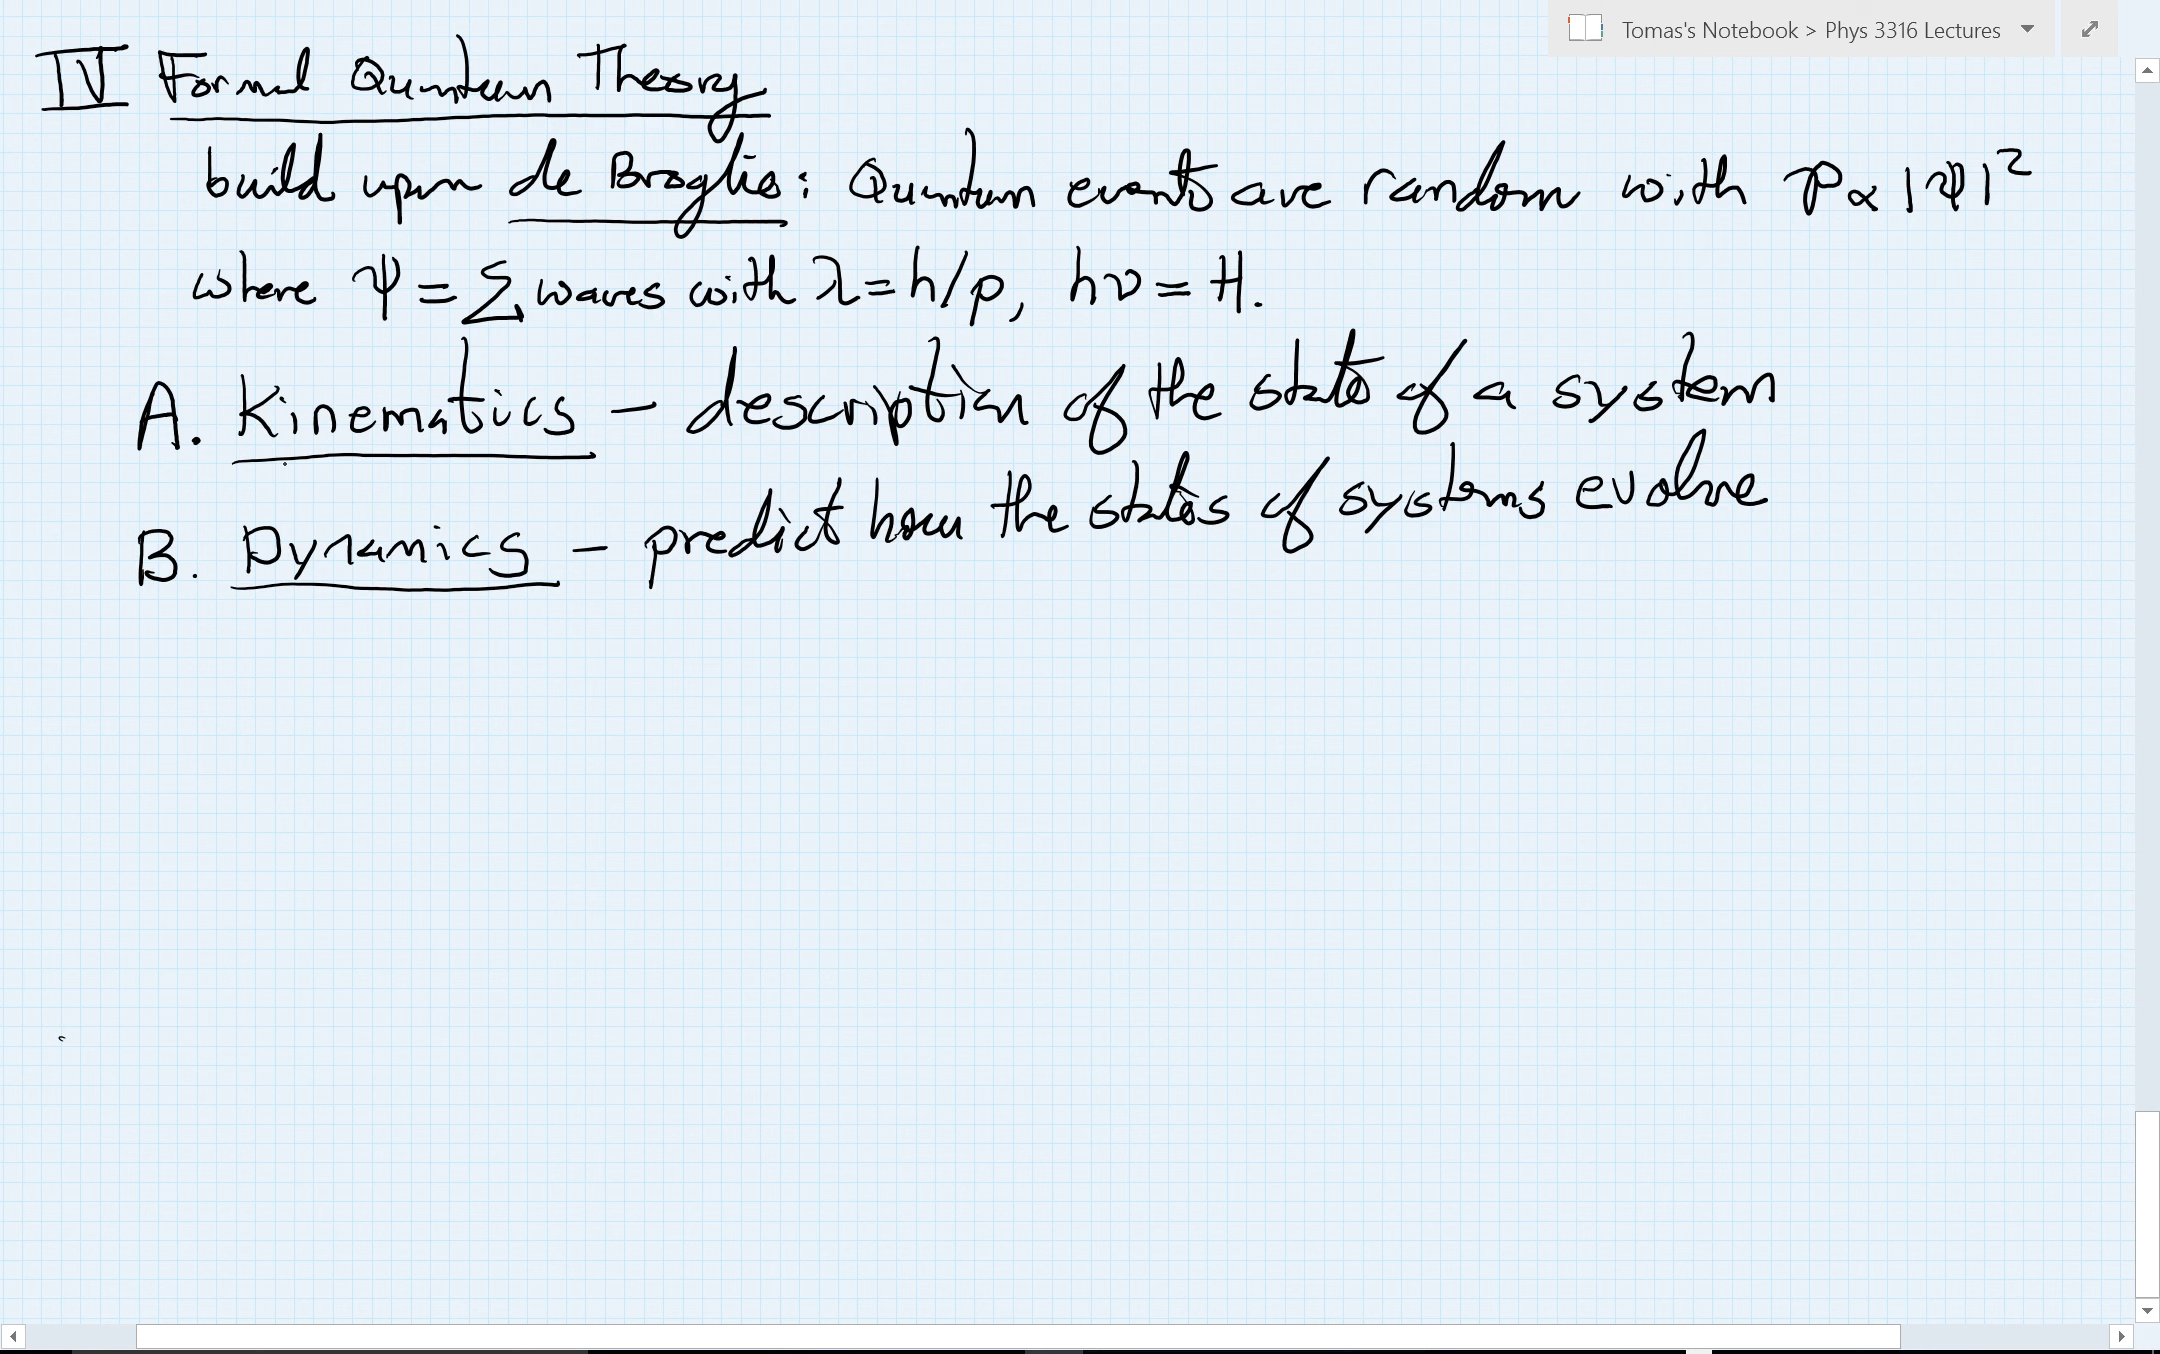 Tomas's Notebook > Phys 3316 Lectures
IV Formal Quantum Theory
build upon de Broglie: Quantum events are random with P ∝ |Ψ|²
where Ψ = ∑ waves with λ = h/p, hν = H.
A. Kinematics – description of the state of a system
B. Dynamics – predict how the states of systems evolve